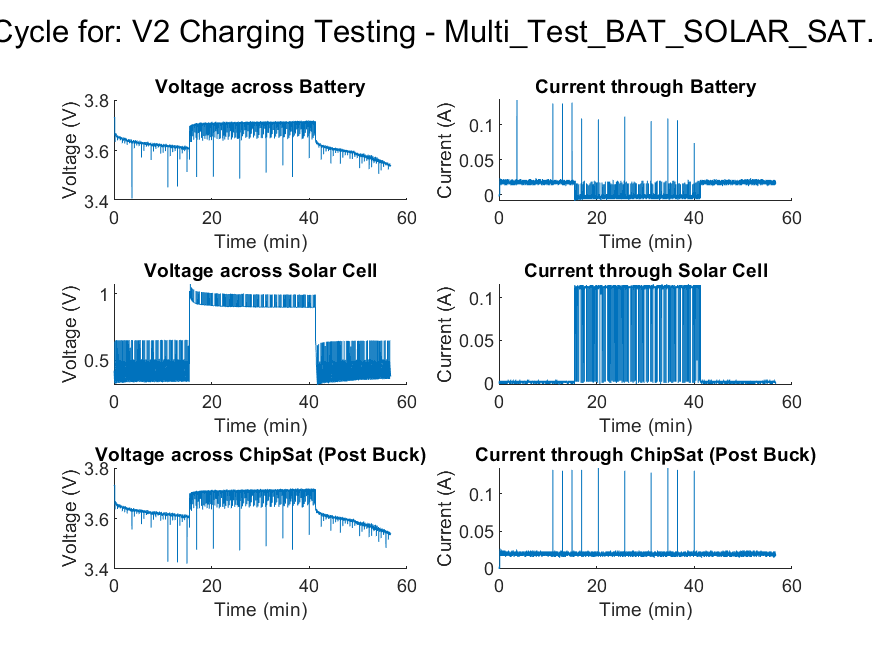 Cycle for: V2 Charging Testing - Multi_Test_BAT_SOLAR_SAT.
Voltage across Battery
Voltage (V)
3.8
3.6
3.4
0 20 40 60
Time (min)
Current through Battery
Current (A)
0.1
0.05
0
0 20 40 60
Time (min)
Voltage across Solar Cell
Voltage (V)
1
0.5
0 20 40 60
Time (min)
Current through Solar Cell
Current (A)
0.1
0.05
0
0 20 40 60
Time (min)
Voltage across ChipSat (Post Buck)
Voltage (V)
3.8
3.6
3.4
0 20 40 60
Time (min)
Current through ChipSat (Post Buck)
Current (A)
0.1
0.05
0
0 20 40 60
Time (min)